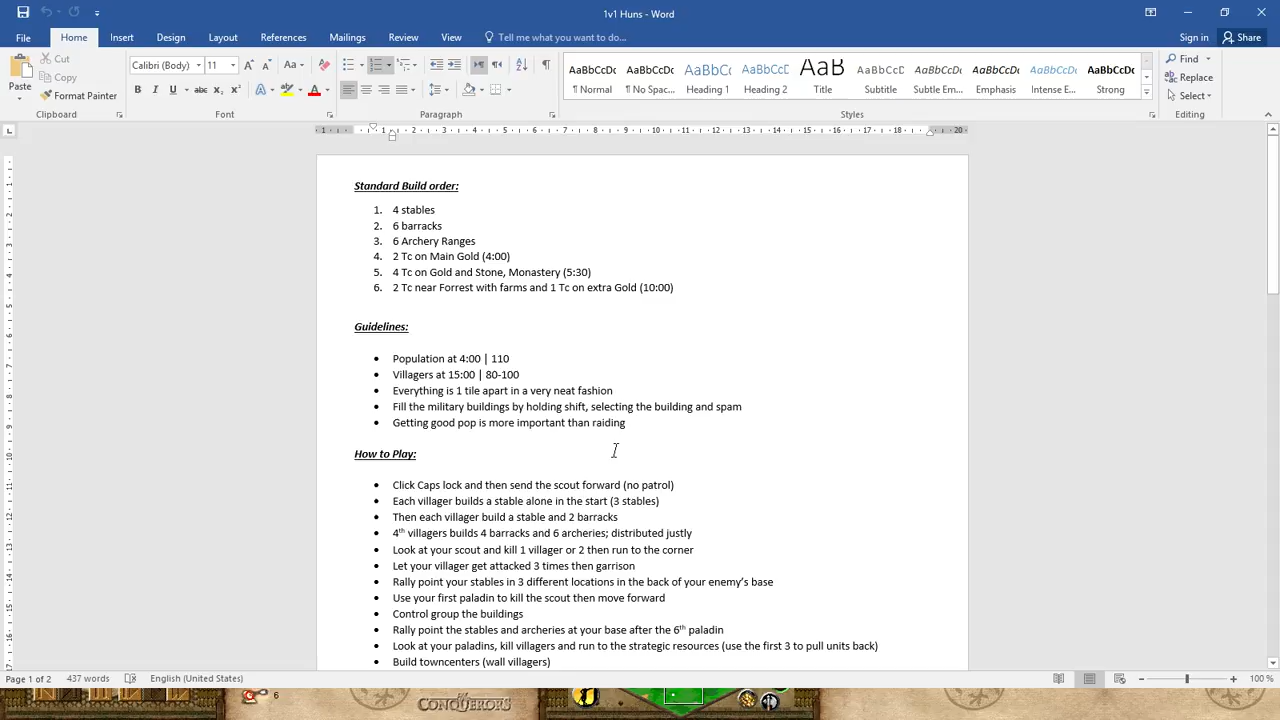 1v1 Huns - Word
File Home Insert Design Layout References Mailings Review View Tell me what you want to do... Sign in Share
Paste Cut Copy Format Painter
Calibri (Body) 11
Clipboard Font Paragraph Styles Editing
AaBbCcDc AaBbCcDc AaBbCc AaBbCcD AaB AaBbCcD AaBbCcDc AaBbCcDc AaBbCcDc AaBbCcDc
¶ Normal ¶ No Spac... Heading 1 Heading 2 Title Subtitle Subtle Em... Emphasis Intense E... Strong
Find Replace Select
Standard Build order:
1. 4 stables
2. 6 barracks
3. 6 Archery Ranges
4. 2 Tc on Main Gold (4:00)
5. 4 Tc on Gold and Stone, Monastery (5:30)
6. 2 Tc near Forrest with farms and 1 Tc on extra Gold (10:00)
Guidelines:
• Population at 4:00 | 110
• Villagers at 15:00 | 80-100
• Everything is 1 tile apart in a very neat fashion
• Fill the military buildings by holding shift, selecting the building and spam
• Getting good pop is more important than raiding
How to Play:
• Click Caps lock and then send the scout forward (no patrol)
• Each villager builds a stable alone in the start (3 stables)
• Then each villager build a stable and 2 barracks
• 4th villagers builds 4 barracks and 6 archeries; distributed justly
• Look at your scout and kill 1 villager or 2 then run to the corner
• Let your villager get attacked 3 times then garrison
• Rally point your stables in 3 different locations in the back of your enemy's base
• Use your first paladin to kill the scout then move forward
• Control group the buildings
• Rally point the stables and archeries at your base after the 6th paladin
• Look at your paladins, kill villagers and run to the strategic resources (use the first 3 to pull units back)
• Build towncenters (wall villagers)
Page 1 of 2 437 words English (United States) 100 %
6 CONQUERORS